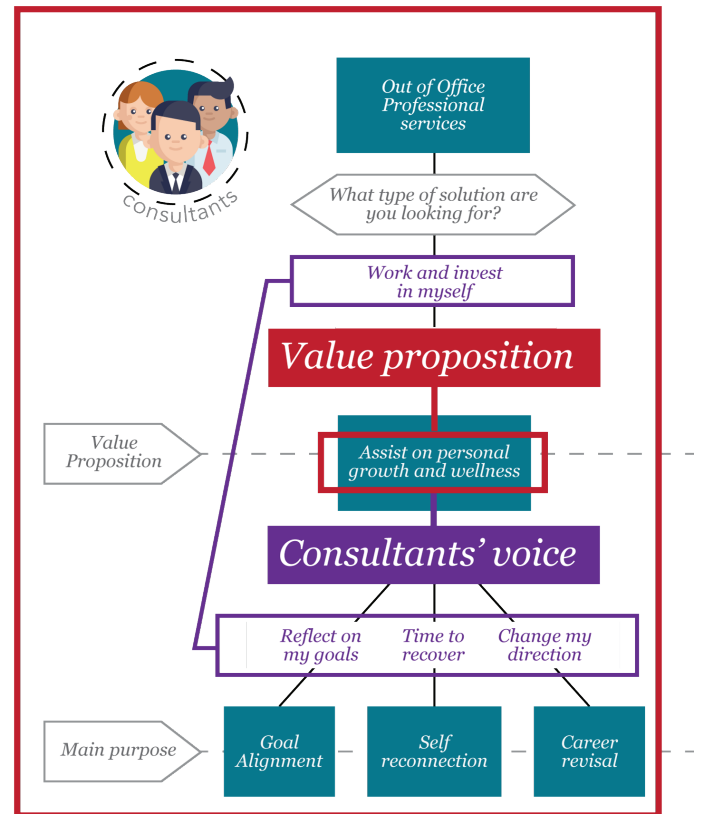 Out of Office
Professional
services
consultants
What type of solution are
you looking for?
Work and invest
in myself
Value proposition
Value
Proposition
Assist on personal
growth and wellness
Consultants’ voice
Reflect on
my goals
Time to
recover
Change my
direction
Main purpose
Goal
Alignment
Self
reconnection
Career
revisal